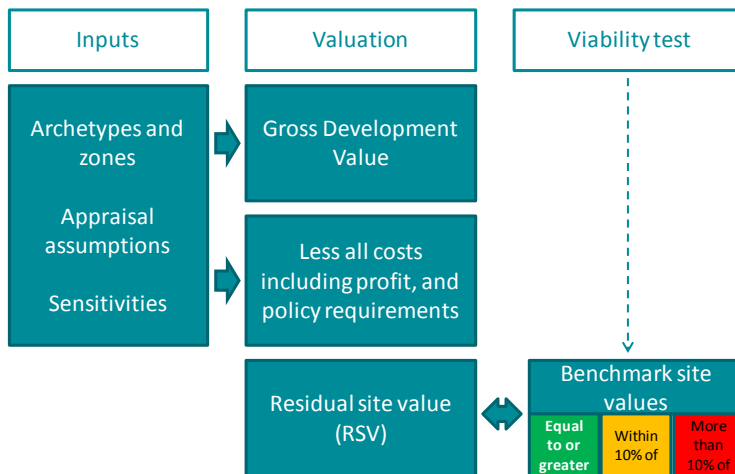 Inputs
Valuation
Viability test
Archetypes and
zones
Appraisal
assumptions
Sensitivities
Gross Development
Value
Less all costs
including profit, and
policy requirements
Residual site value
(RSV)
Benchmark site
values
Equal
to or
greater
Within
10% of
More
than
10% of